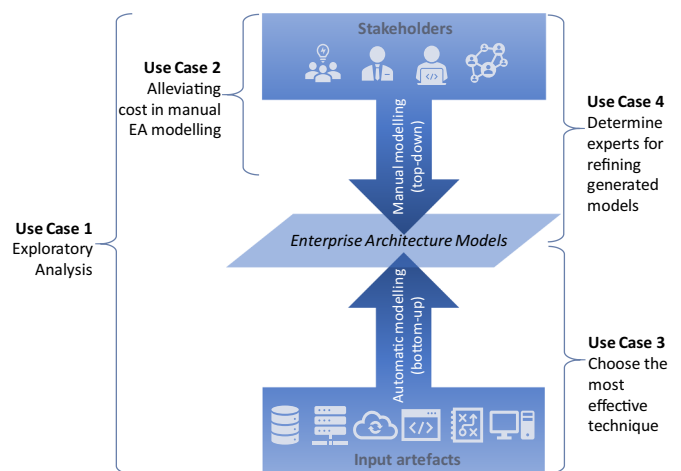 Stakeholders
Use Case 2
Alleviating
cost in manual
EA modelling
Use Case 4
Determine
experts for
refining
generated
models
Manual modelling
(top-down)
Use Case 1
Exploratory
Analysis
Enterprise Architecture Models
Automatic modelling
(bottom-up)
Use Case 3
Choose the
most
effective
technique
Input artefacts